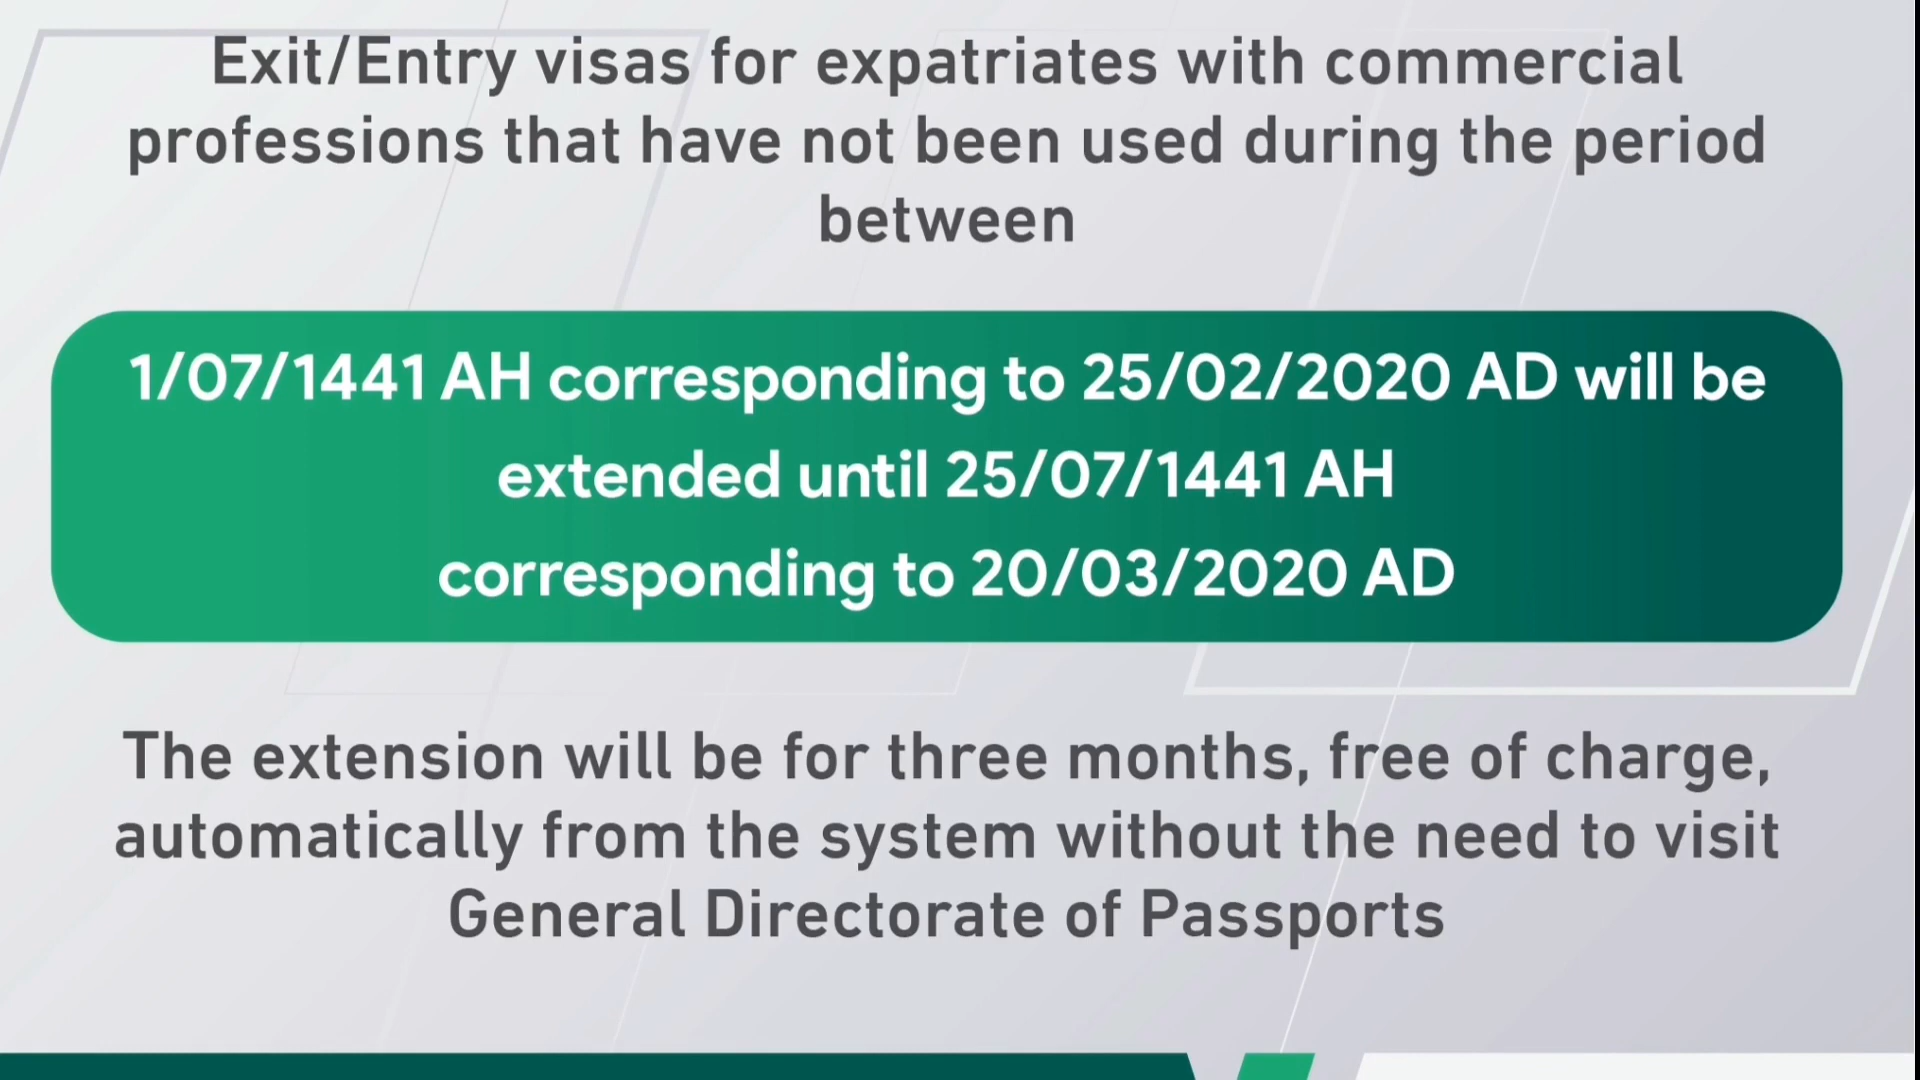 Exit/Entry visas for expatriates with commercial
professions that have not been used during the period
between
1/07/1441 AH corresponding to 25/02/2020 AD will be
extended until 25/07/1441 AH
corresponding to 20/03/2020 AD
The extension will be for three months, free of charge,
automatically from the system without the need to visit
General Directorate of Passports